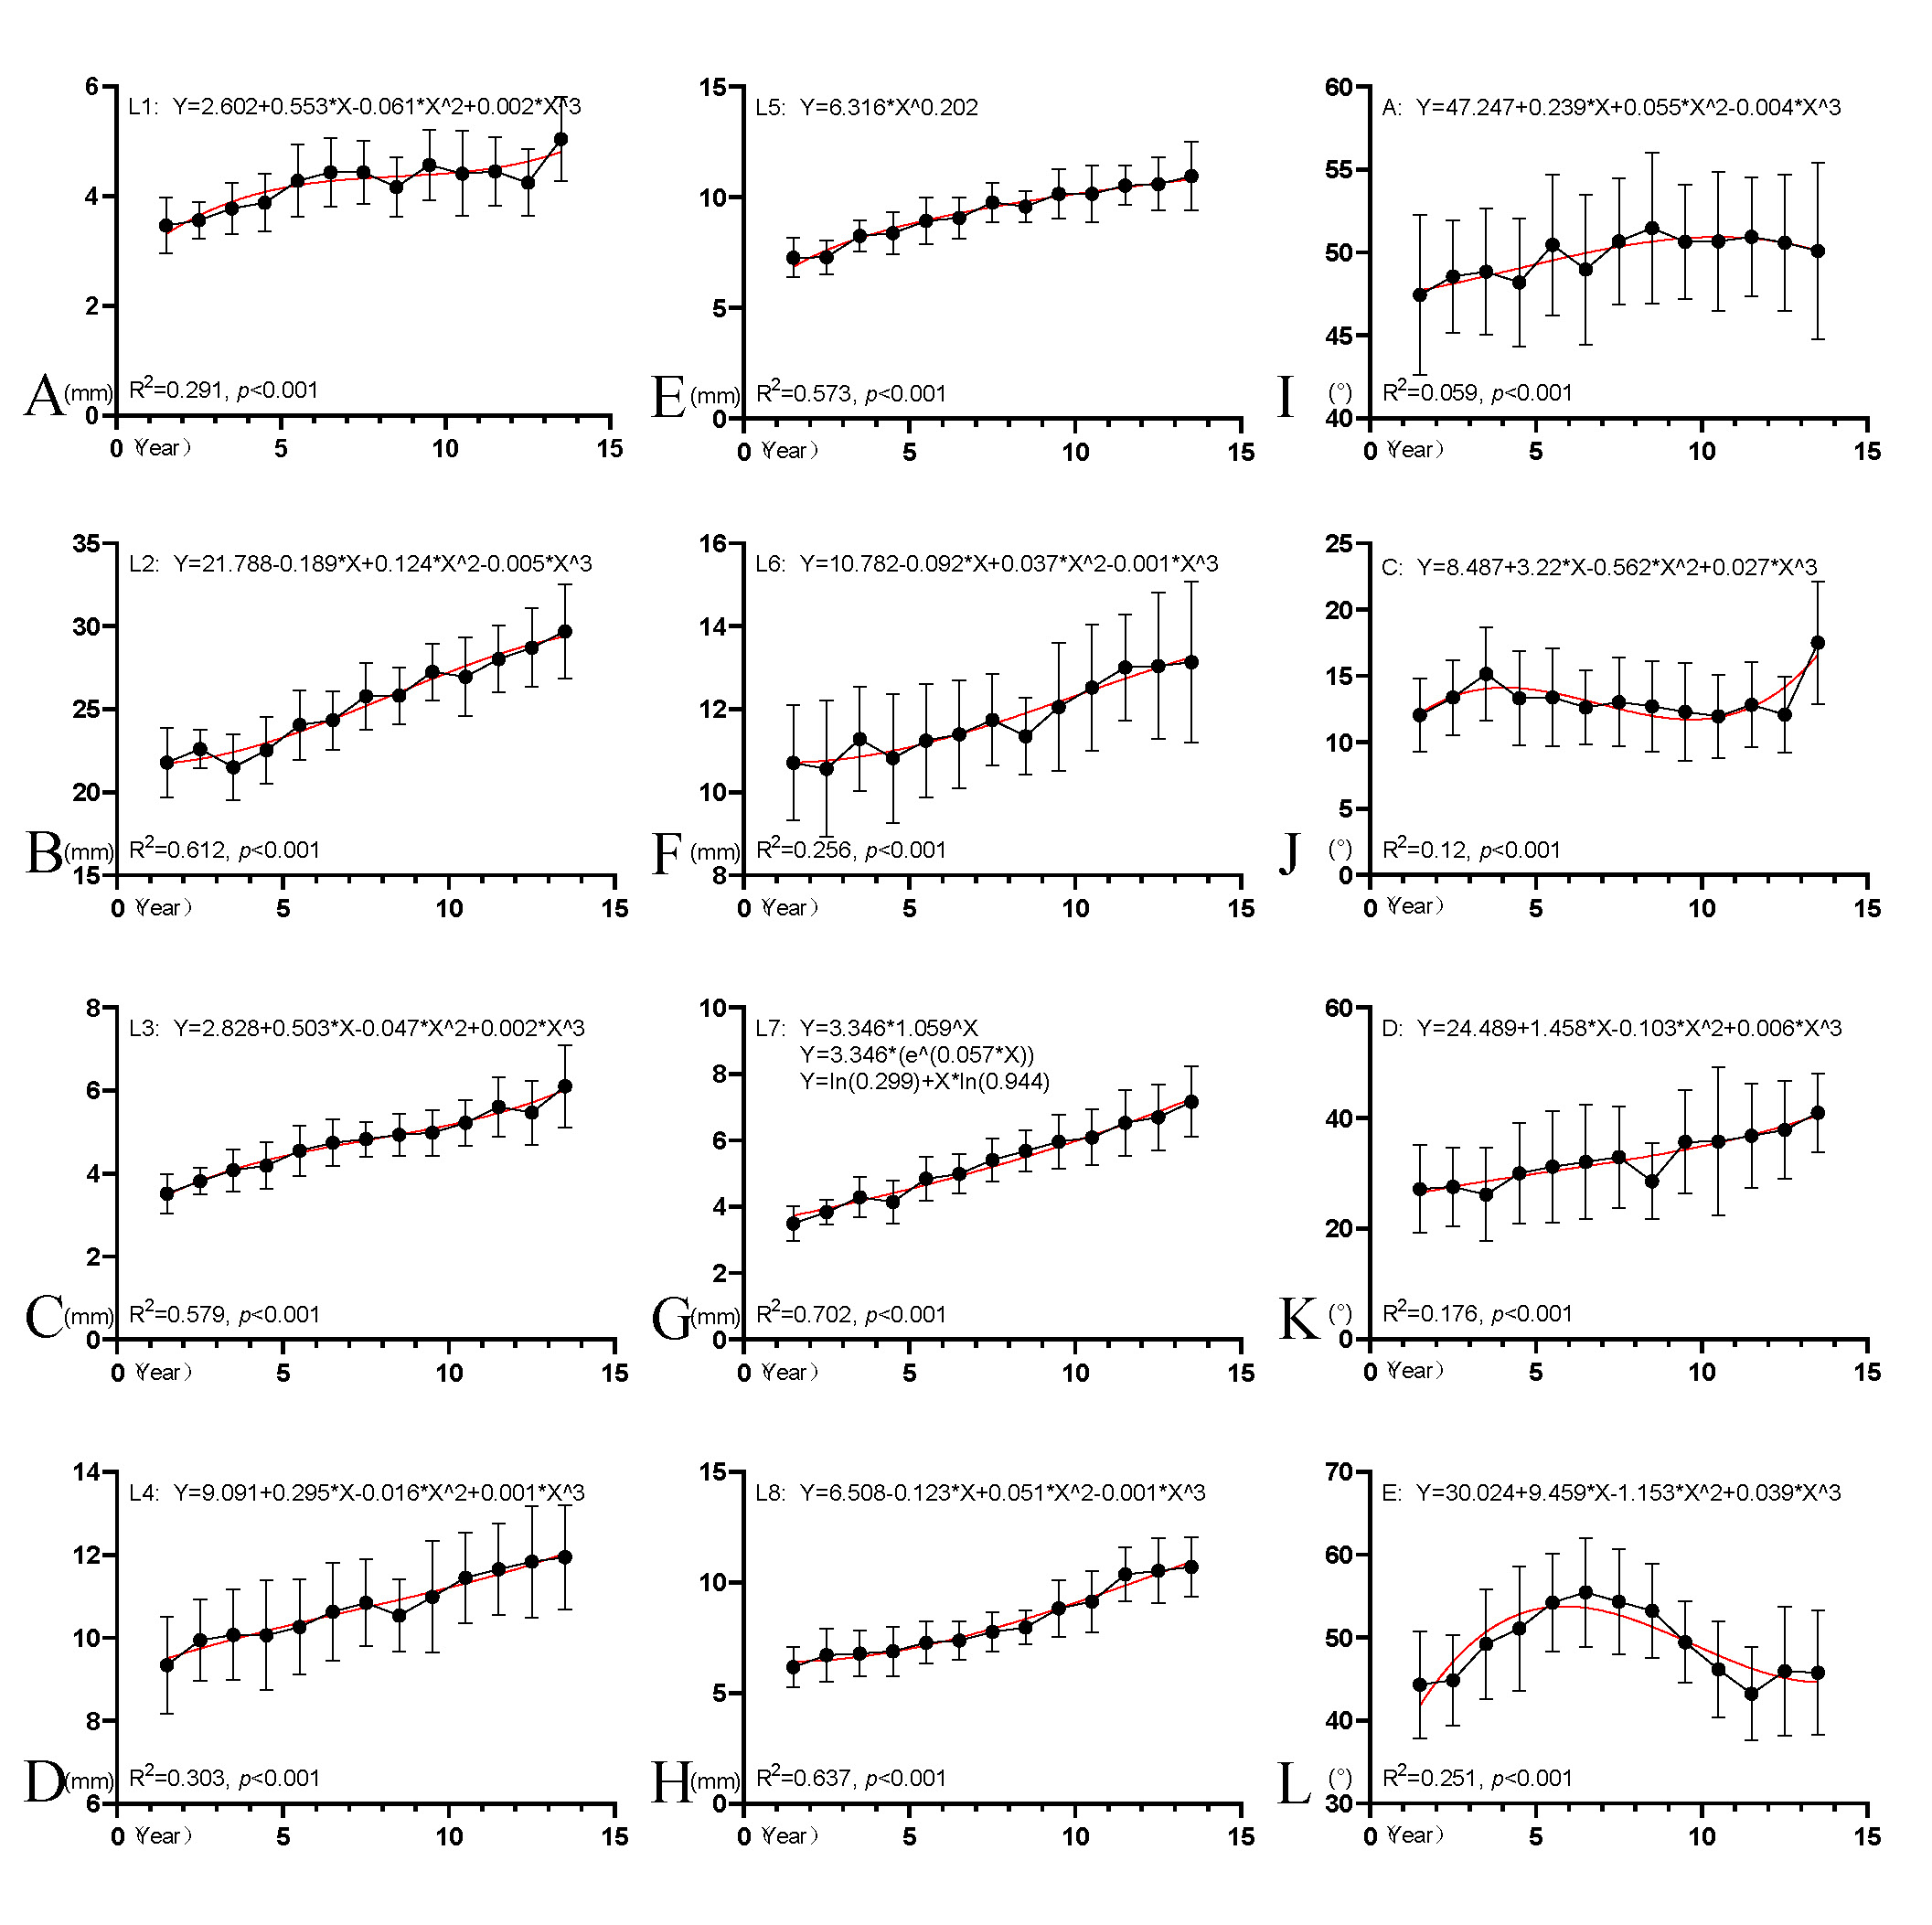 6
L1: Y=2.602+0.553*X-0.061*X^2+0.002*X^3
4
2
A (mm) R2=0.291, p<0.001
0
0 (Year) 5 10 15
15
L5: Y=6.316*X^0.202
10
5
E (mm) R2=0.573, p<0.001
0
0 (Year) 5 10 15
60
A: Y=47.247+0.239*X+0.055*X^2-0.004*X^3
55
50
45
I (°) R2=0.059, p<0.001
40
0 (Year) 5 10 15
35
L2: Y=21.788-0.189*X+0.124*X^2-0.005*X^3
30
25
20
B (mm) R2=0.612, p<0.001
15
0 (Year) 5 10 15
16
L6: Y=10.782-0.092*X+0.037*X^2-0.001*X^3
14
12
10
F (mm) R2=0.256, p<0.001
8
0 (Year) 5 10 15
25
C: Y=8.487+3.22*X-0.562*X^2+0.027*X^3
20
15
10
5
J (°) R2=0.12, p<0.001
0
0 (Year) 5 10 15
8
L3: Y=2.828+0.503*X-0.047*X^2+0.002*X^3
6
4
2
C (mm) R2=0.579, p<0.001
0
0 (Year) 5 10 15
10
L7: Y=3.346*1.059^X
Y=3.346*(e^(0.057*X))
8
Y=ln(0.299)+X*ln(0.944)
6
4
2
G (mm) R2=0.702, p<0.001
0
0 (Year) 5 10 15
60
D: Y=24.489+1.458*X-0.103*X^2+0.006*X^3
40
20
K (°) R2=0.176, p<0.001
0
0 (Year) 5 10 15
14
L4: Y=9.091+0.295*X-0.016*X^2+0.001*X^3
12
10
8
D (mm) R2=0.303, p<0.001
6
0 (Year) 5 10 15
15
L8: Y=6.508-0.123*X+0.051*X^2-0.001*X^3
10
5
H (mm) R2=0.637, p<0.001
0
0 (Year) 5 10 15
70
E: Y=30.024+9.459*X-1.153*X^2+0.039*X^3
60
50
40
L (°) R2=0.251, p<0.001
30
0 (Year) 5 10 15